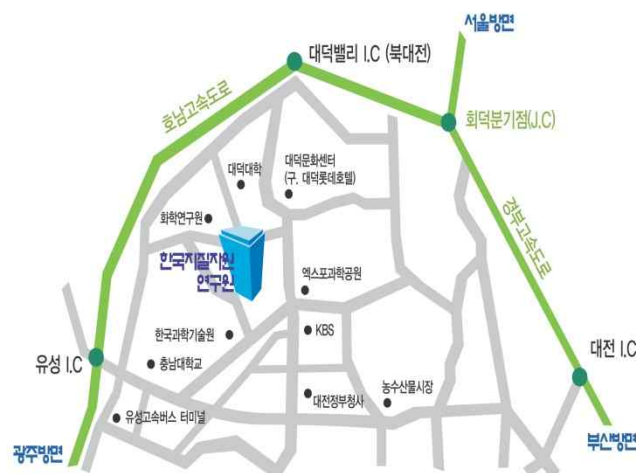 서울방면
대덕밸리 I.C (북대전)
호남고속도로
회덕분기점(J.C)
대덕대학
대덕문화센터
(구. 대덕롯데호텔)
화학연구원
경부고속도로
한국지질자원
연구원
엑스포과학공원
한국과학기술원
KBS
유성 I.C
충남대학교
대전 I.C
대전정부청사
농수산물시장
유성고속버스 터미널
광주방면
부산방면